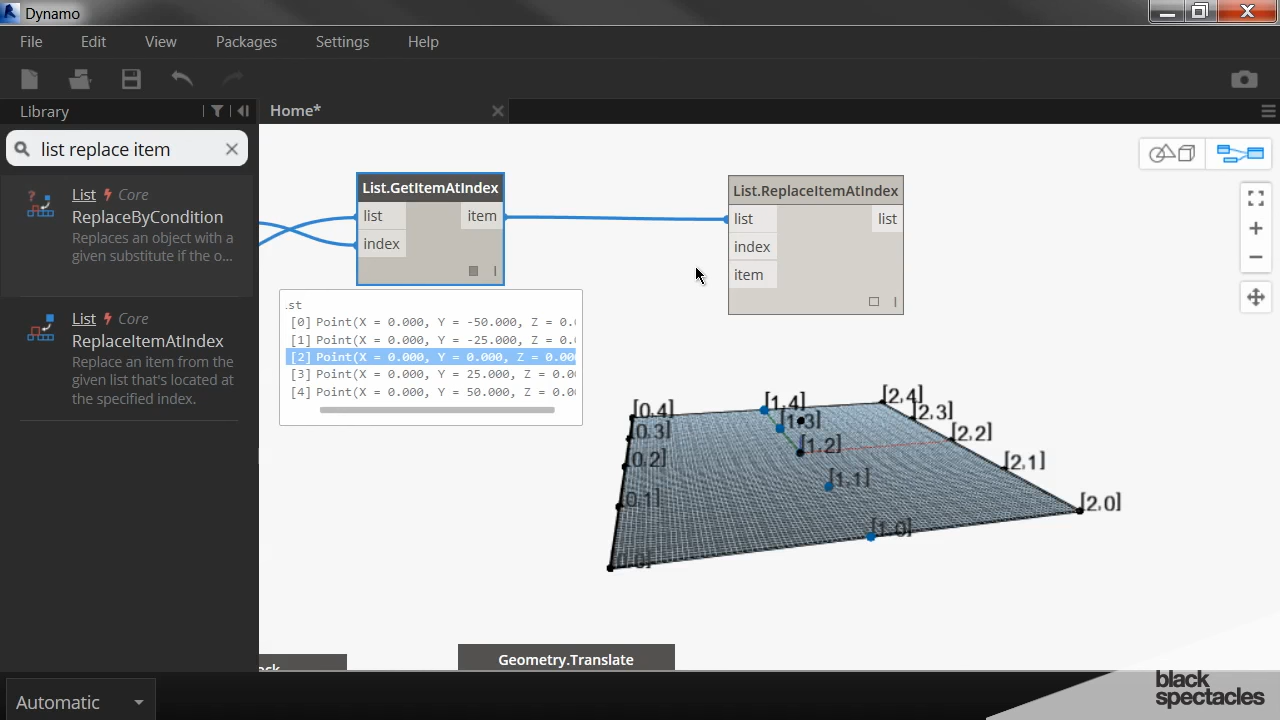 Dynamo
File Edit View Packages Settings Help
Library
Home*
list replace item
List Core
ReplaceByCondition
Replaces an object with a
given substitute if the o...
List Core
ReplaceItemAtIndex
Replace an item from the
given list that's located at
the specified index.
List.GetItemAtIndex
list item
index
.st
[0] Point(X = 0.000, Y = -50.000, Z = 0.
[1] Point(X = 0.000, Y = -25.000, Z = 0.
[2] Point(X = 0.000, Y = 0.000, Z = 0.000
[3] Point(X = 0.000, Y = 25.000, Z = 0.0
[4] Point(X = 0.000, Y = 50.000, Z = 0.0
List.ReplaceItemAtIndex
list list
index
item
[0,4] [1,4] [2,4]
[0,3] [1,3] [2,3]
[0,2] [1,2] [2,2]
[0,1] [1,1] [2,1]
[1,0] [2,0]
Geometry.Translate
Automatic
black
spectacles